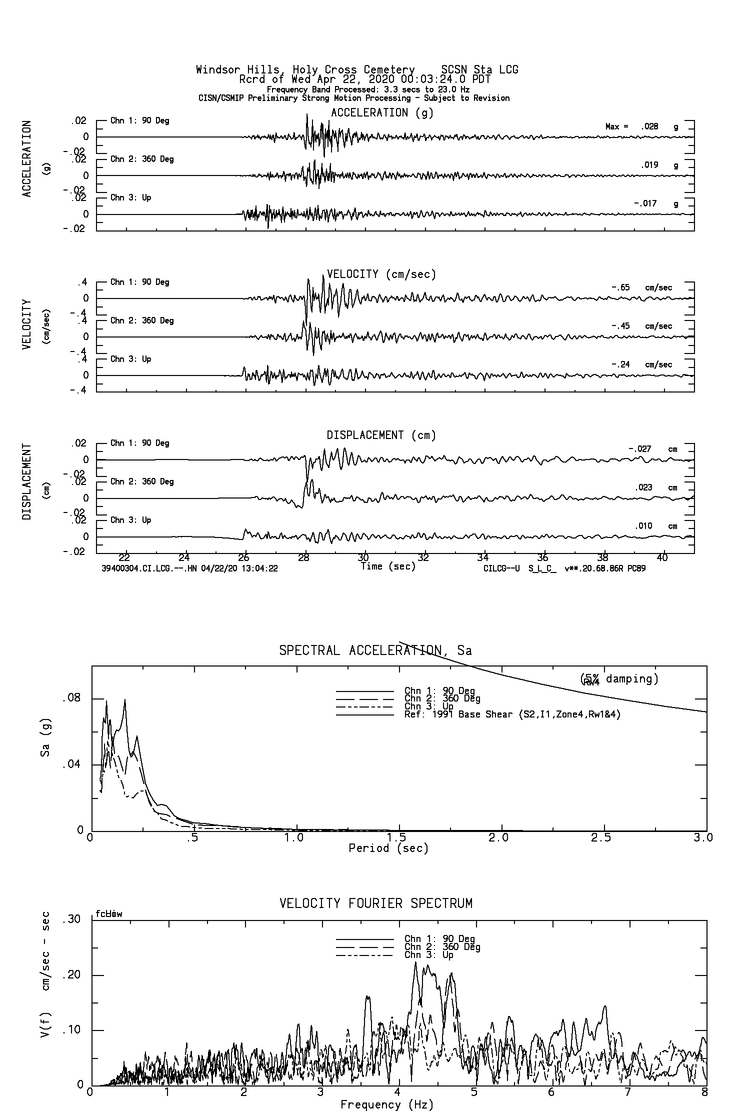 Windsor Hills, Holy Cross Cemetery SCSN Sta LCG
Rcrd of Wed Apr 22, 2020 00:03:24.0 PDT
Frequency Band Processed: 3.3 secs to 23.0 Hz
CISN/CSMIP Preliminary Strong Motion Processing - Subject to Revision
ACCELERATION (g)
ACCELERATION
(g)
.02
0
-.02
Chn 1: 90 Deg
Max = .028 g
0
-.02
Chn 2: 360 Deg
.019 g
.02
0
-.02
Chn 3: Up
-.017 g
VELOCITY (cm/sec)
VELOCITY
(cm/sec)
.4
0
-.4
Chn 1: 90 Deg
-.65 cm/sec
.4
0
-.4
Chn 2: 360 Deg
-.45 cm/sec
.4
0
-.4
Chn 3: Up
-.24 cm/sec
DISPLACEMENT (cm)
DISPLACEMENT
(cm)
.02
0
-.02
Chn 1: 90 Deg
-.027 cm
.02
0
-.02
Chn 2: 360 Deg
.023 cm
.02
0
-.02
Chn 3: Up
.010 cm
22 24 26 28 30 32 34 36 38 40
39400304.CI.LCG.--.HN 04/22/20 13:04:22 Time (sec) CILCG--U S_L_C_ v**.20.68.86R PC89
SPECTRAL ACCELERATION, Sa
(5% damping)
Chn 1: 90 Deg
Chn 2: 360 Deg
Chn 3: Up
Ref: 1991 Base Shear (S2,I1,Zone4,Rw1&4)
Sa (g)
.08
.04
0
0 .5 1.0 1.5 2.0 2.5 3.0
Period (sec)
VELOCITY FOURIER SPECTRUM
Chn 1: 90 Deg
Chn 2: 360 Deg
Chn 3: Up
V(f) cm/sec - sec
.30
.20
.10
0
0 1 2 3 4 5 6 7 8
Frequency (Hz)